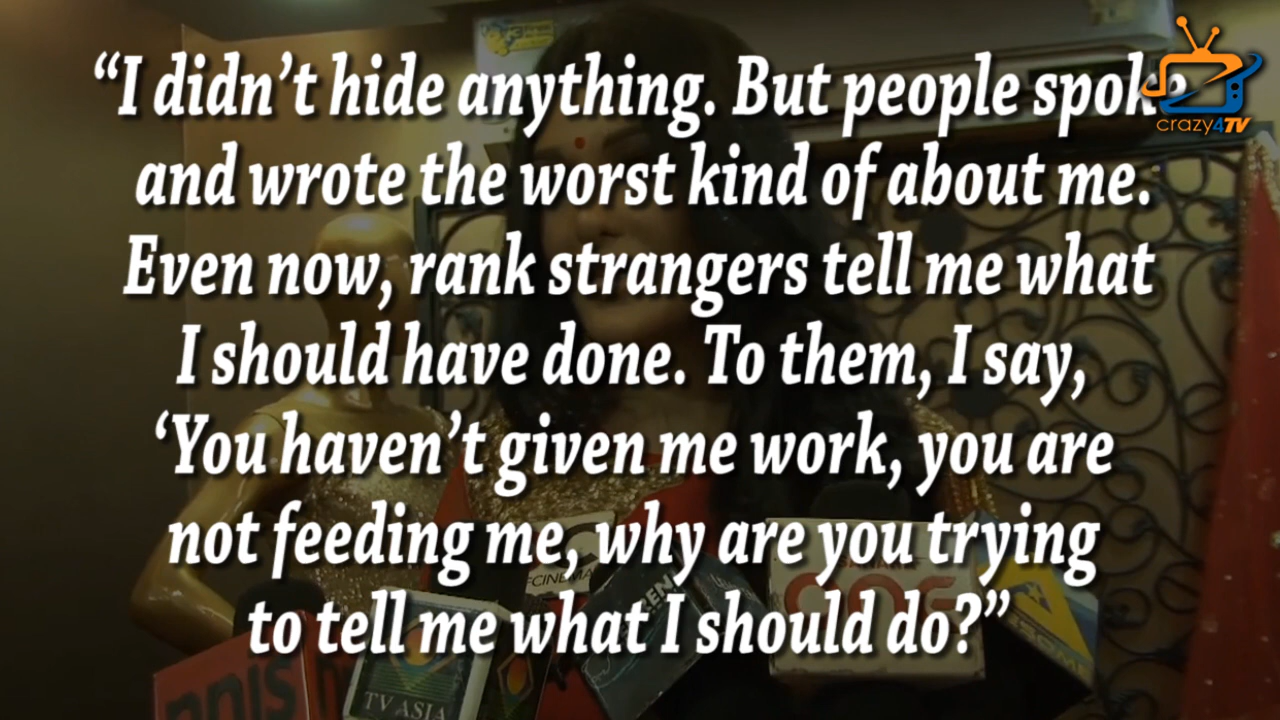 “I didn’t hide anything. But people spoke
and wrote the worst kind of about me.
Even now, rank strangers tell me what
I should have done. To them, I say,
‘You haven’t given me work, you are
not feeding me, why are you trying
to tell me what I should do?”
crazy4TV
TV ASIA